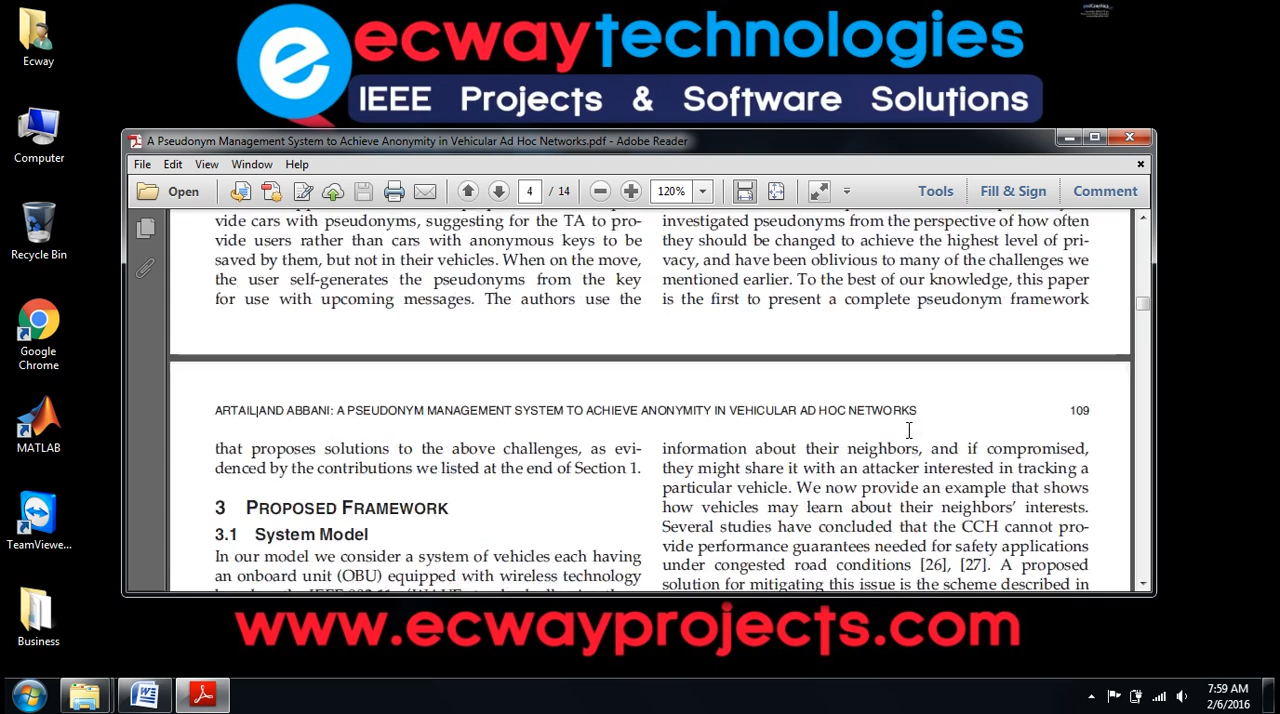 ecwaytechnologies
e
IEEE Projects & Software Solutions
Ecway
Computer
Recycle Bin
Google
Chrome
MATLAB
TeamViewe...
Business
A Pseudonym Management System to Achieve Anonymity in Vehicular Ad Hoc Networks.pdf - Adobe Reader
File Edit View Window Help
Open 4 / 14 120% Tools Fill & Sign Comment
vide cars with pseudonyms, suggesting for the TA to pro-
vide users rather than cars with anonymous keys to be
saved by them, but not in their vehicles. When on the move,
the user self-generates the pseudonyms from the key
for use with upcoming messages. The authors use the
investigated pseudonyms from the perspective of how often
they should be changed to achieve the highest level of pri-
vacy, and have been oblivious to many of the challenges we
mentioned earlier. To the best of our knowledge, this paper
is the first to present a complete pseudonym framework
ARTAIL AND ABBANI: A PSEUDONYM MANAGEMENT SYSTEM TO ACHIEVE ANONYMITY IN VEHICULAR AD HOC NETWORKS 109
that proposes solutions to the above challenges, as evi-
denced by the contributions we listed at the end of Section 1.
3 PROPOSED FRAMEWORK
3.1 System Model
In our model we consider a system of vehicles each having
an onboard unit (OBU) equipped with wireless technology
information about their neighbors, and if compromised,
they might share it with an attacker interested in tracking a
particular vehicle. We now provide an example that shows
how vehicles may learn about their neighbors' interests.
Several studies have concluded that the CCH cannot pro-
vide performance guarantees needed for safety applications
under congested road conditions [26], [27]. A proposed
solution for mitigating this issue is the scheme described in
www.ecwayprojects.com
7:59 AM
2/6/2016